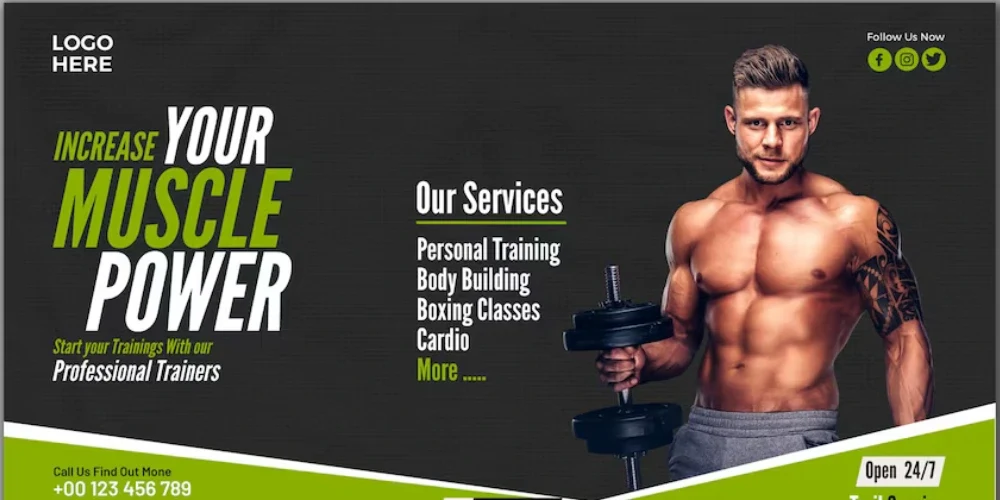 LOGO
HERE
Follow Us Now
INCREASE YOUR
MUSCLE
POWER
Start your Trainings With our
Professional Trainers
Our Services
Personal Training
Body Building
Boxing Classes
Cardio
More .....
Call Us Find Out Mone
+00 123 456 789
Open 24/7